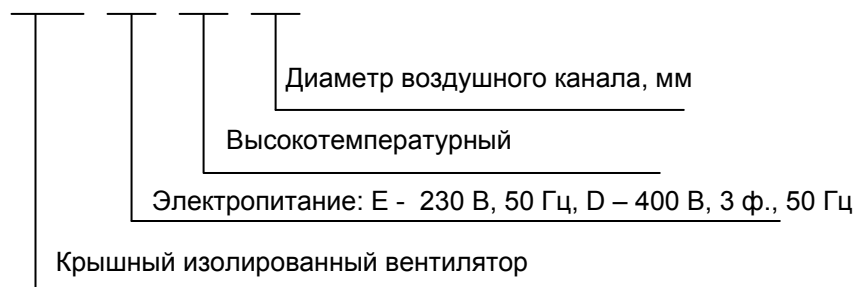 Диаметр воздушного канала, мм
Высокотемпературный
Электропитание: E - 230 В, 50 Гц, D – 400 В, 3 ф., 50 Гц
Крышный изолированный вентилятор